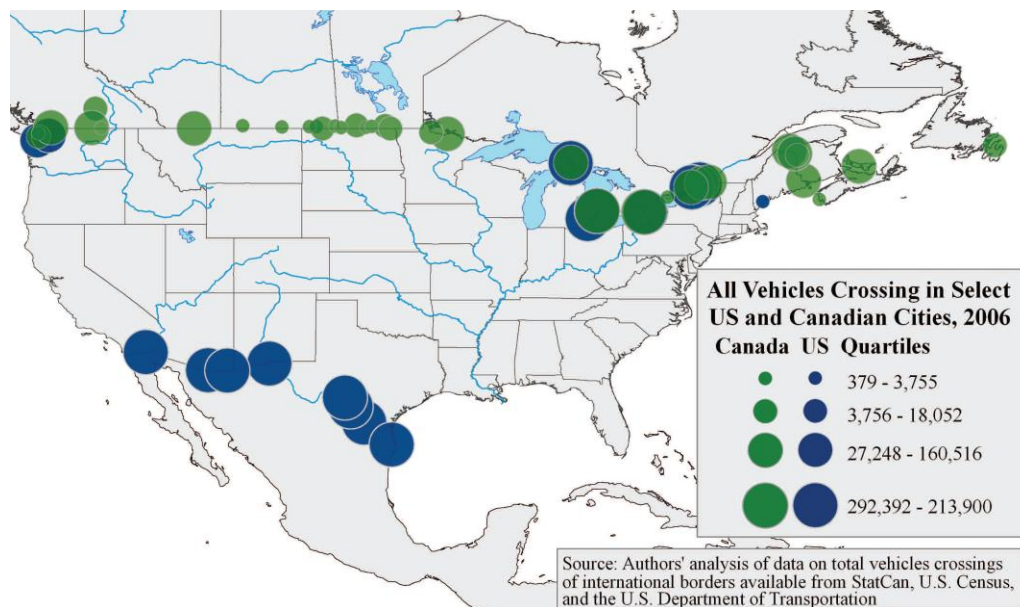 All Vehicles Crossing in Select
US and Canadian Cities, 2006
Canada US Quartiles
379 - 3,755
3,756 - 18,052
27,248 - 160,516
292,392 - 213,900
Source: Authors' analysis of data on total vehicles crossings
of international borders available from StatCan, U.S. Census,
and the U.S. Department of Transportation